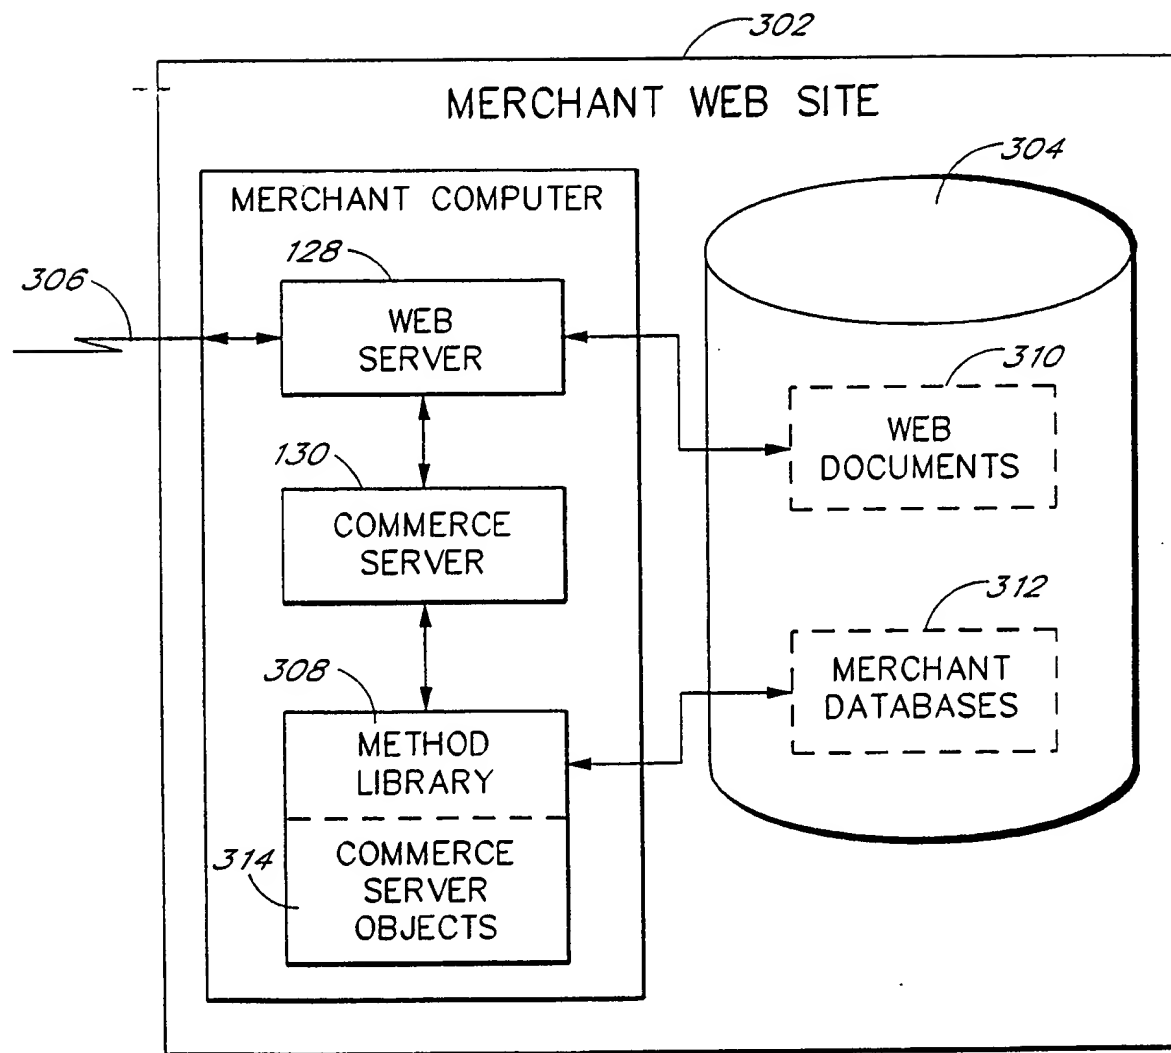 302
MERCHANT WEB SITE
304
MERCHANT COMPUTER
128
306
WEB
SERVER
310
WEB
DOCUMENTS
130
COMMERCE
SERVER
312
MERCHANT
DATABASES
308
METHOD
LIBRARY
314
COMMERCE
SERVER
OBJECTS